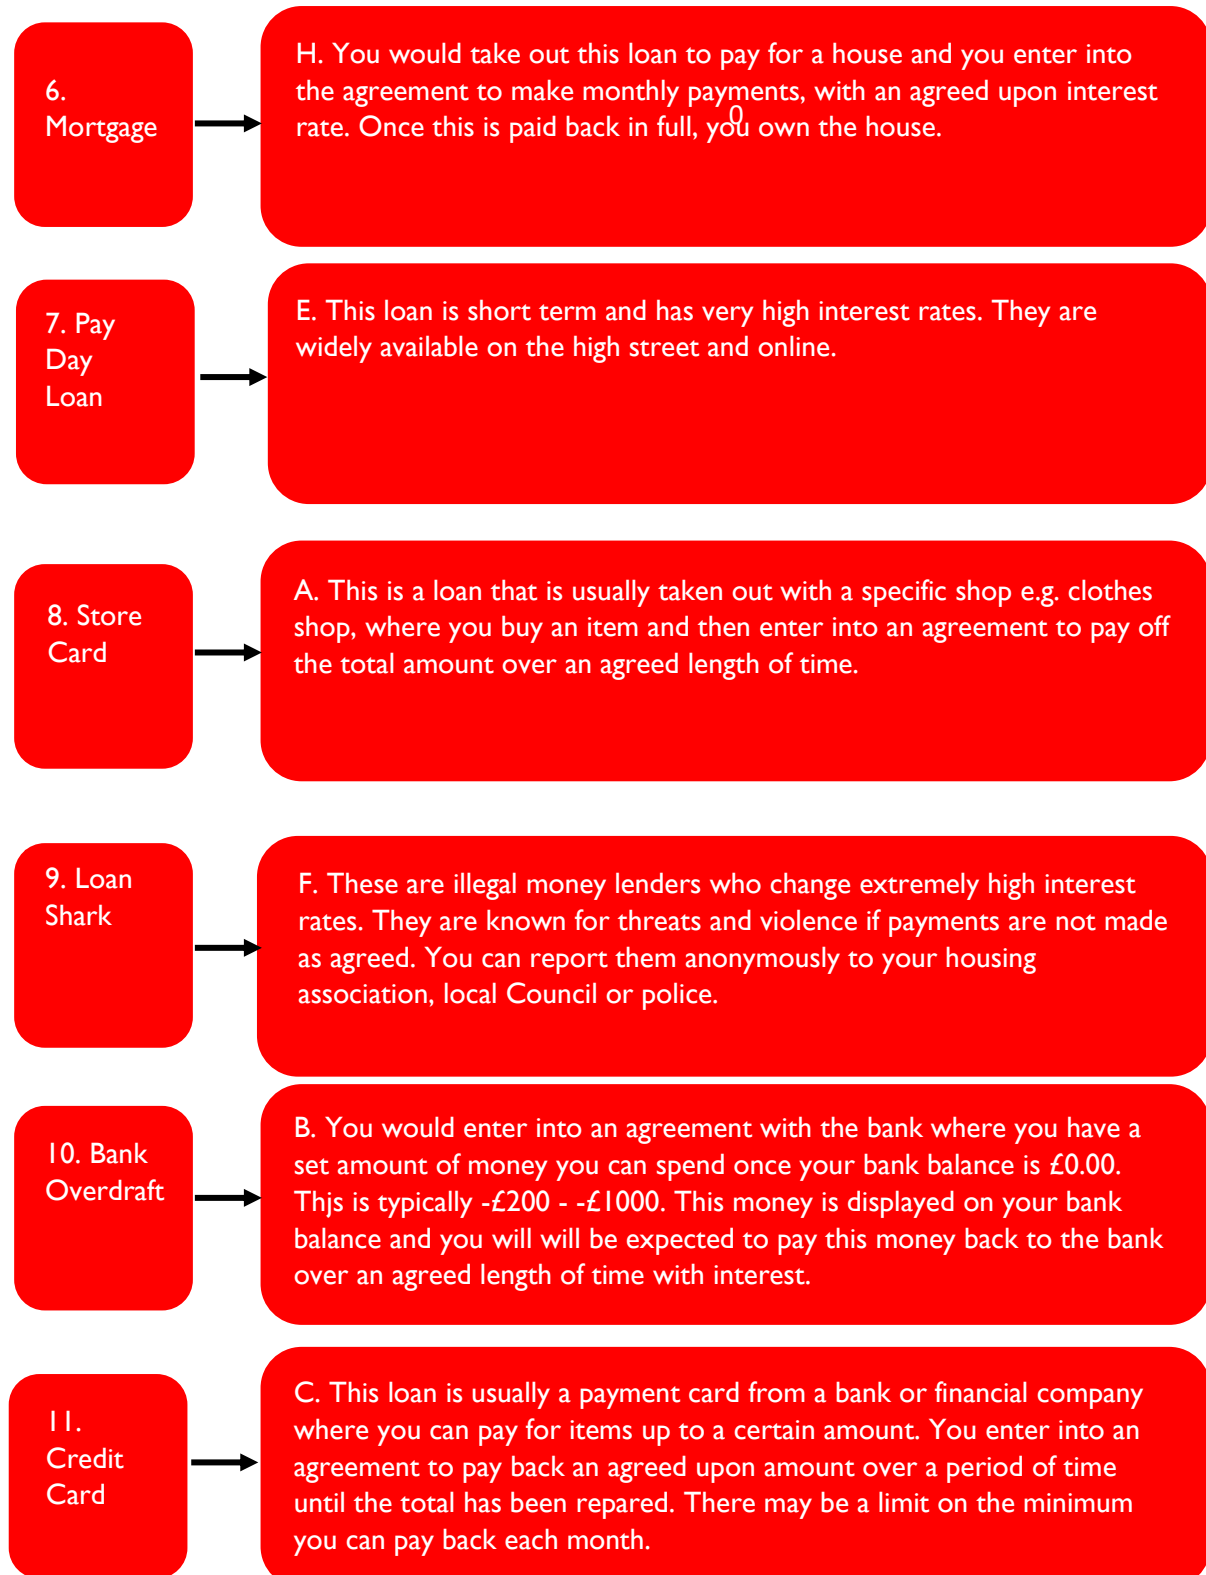 6.
Mortgage
H. You would take out this loan to pay for a house and you enter into
the agreement to make monthly payments, with an agreed upon interest
0
rate. Once this is paid back in full, you own the house.
7. Pay
Day
Loan
E. This loan is short term and has very high interest rates. They are
widely available on the high street and online.
8. Store
Card
A. This is a loan that is usually taken out with a specific shop e.g. clothes
shop, where you buy an item and then enter into an agreement to pay off
the total amount over an agreed length of time.
9. Loan
Shark
F. These are illegal money lenders who change extremely high interest
rates. They are known for threats and violence if payments are not made
as agreed. You can report them anonymously to your housing
association, local Council or police.
10. Bank
Overdraft
B. You would enter into an agreement with the bank where you have a
set amount of money you can spend once your bank balance is £0.00.
Thjs is typically -£200 - -£1000. This money is displayed on your bank
balance and you will will be expected to pay this money back to the bank
over an agreed length of time with interest.
11.
Credit
Card
C. This loan is usually a payment card from a bank or financial company
where you can pay for items up to a certain amount. You enter into an
agreement to pay back an agreed upon amount over a period of time
until the total has been repared. There may be a limit on the minimum
you can pay back each month.